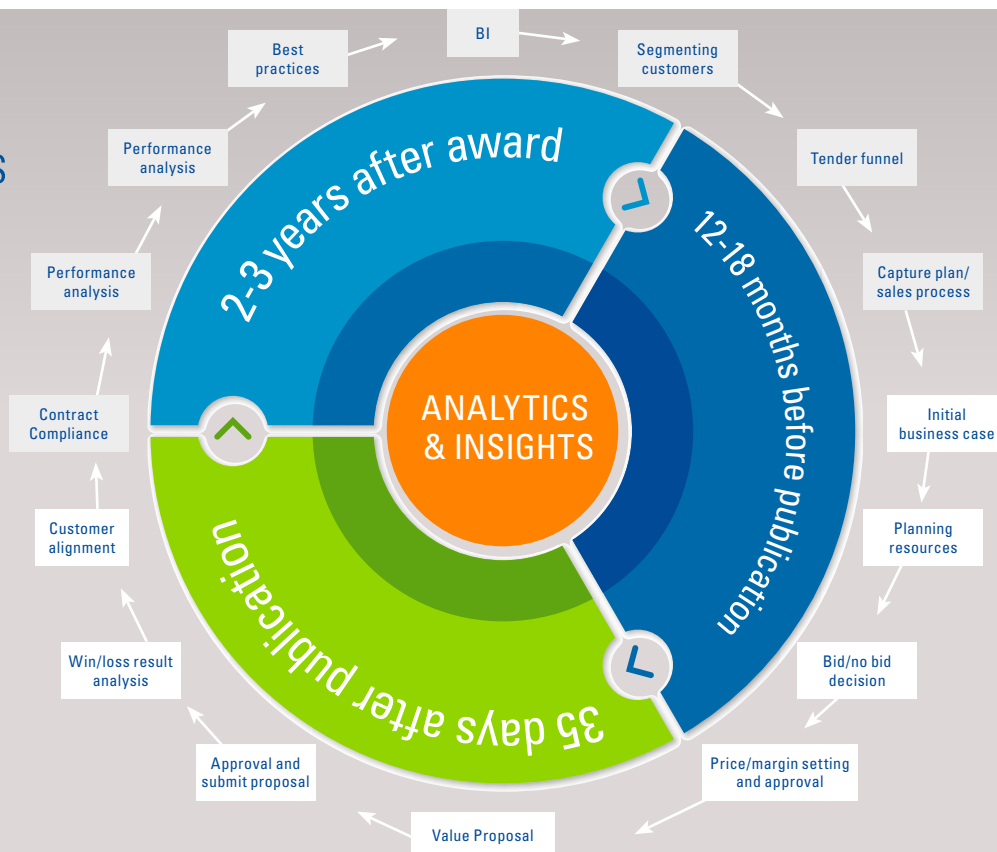 BI
Segmenting
customers
Tender funnel
Capture plan/
sales process
Initial
business case
Planning
resources
Bid/no bid
decision
Price/margin setting
and approval
Value Proposal
Approval and
submit proposal
Win/loss result
analysis
Customer
alignment
Contract
Compliance
Performance
analysis
Performance
analysis
Best
practices
2-3 years after award
12-18 months before publication
35 days after publication
ANALYTICS
& INSIGHTS